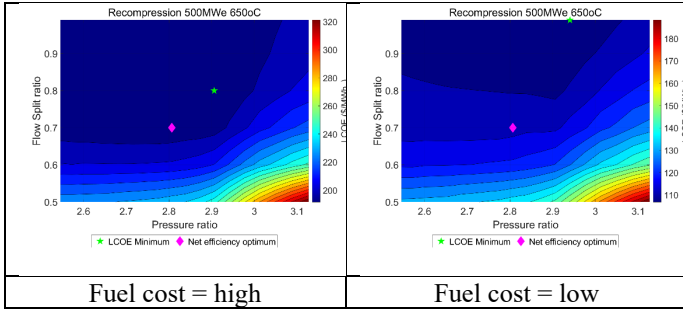 Recompression 500MWe 650oC
320
300
280
260
240
220
200
LCOE ($/MWh
0.9
0.8
0.7
0.6
0.5
Flow Split ratio
2.6 2.7 2.8 2.9 3 3.1
Pressure ratio
LCOE Minimum Net efficiency optimum
Recompression 500MWe 650oC
180
170
160
150
140
130
120
110
0.9
0.8
0.7
0.6
0.5
Flow Split ratio
2.6 2.7 2.8 2.9 3 3.1
Pressure ratio
LCOE Minimum Net efficiency optimum
Fuel cost = high
Fuel cost = low